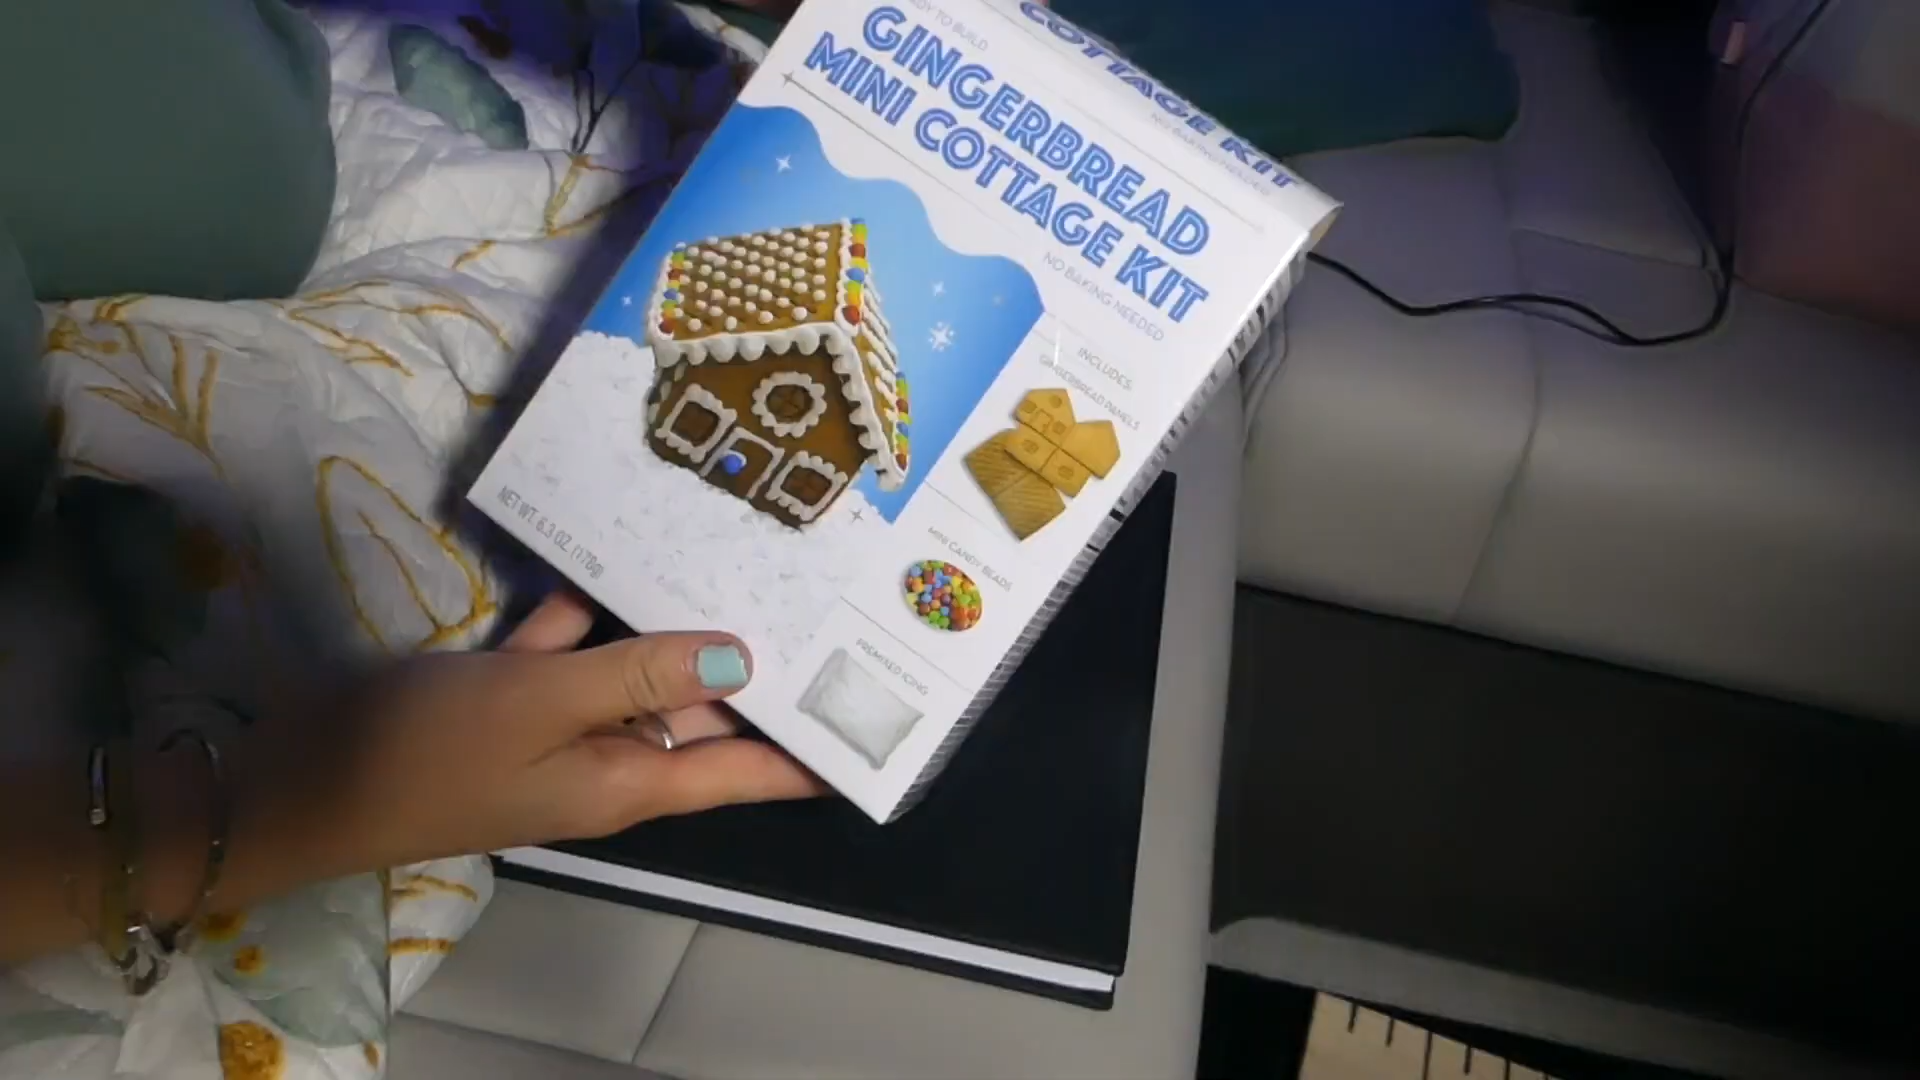 TO BUILD
GINGERBREAD
MINI COTTAGE KIT
NO BAKING NEEDED
COTTAGE KIT
NO BAKING NEEDED
INCLUDES:
GINGERBREAD PANELS
MINI CANDY BEADS
PREMIXED ICING
NET WT. 6.3 OZ. (178g)